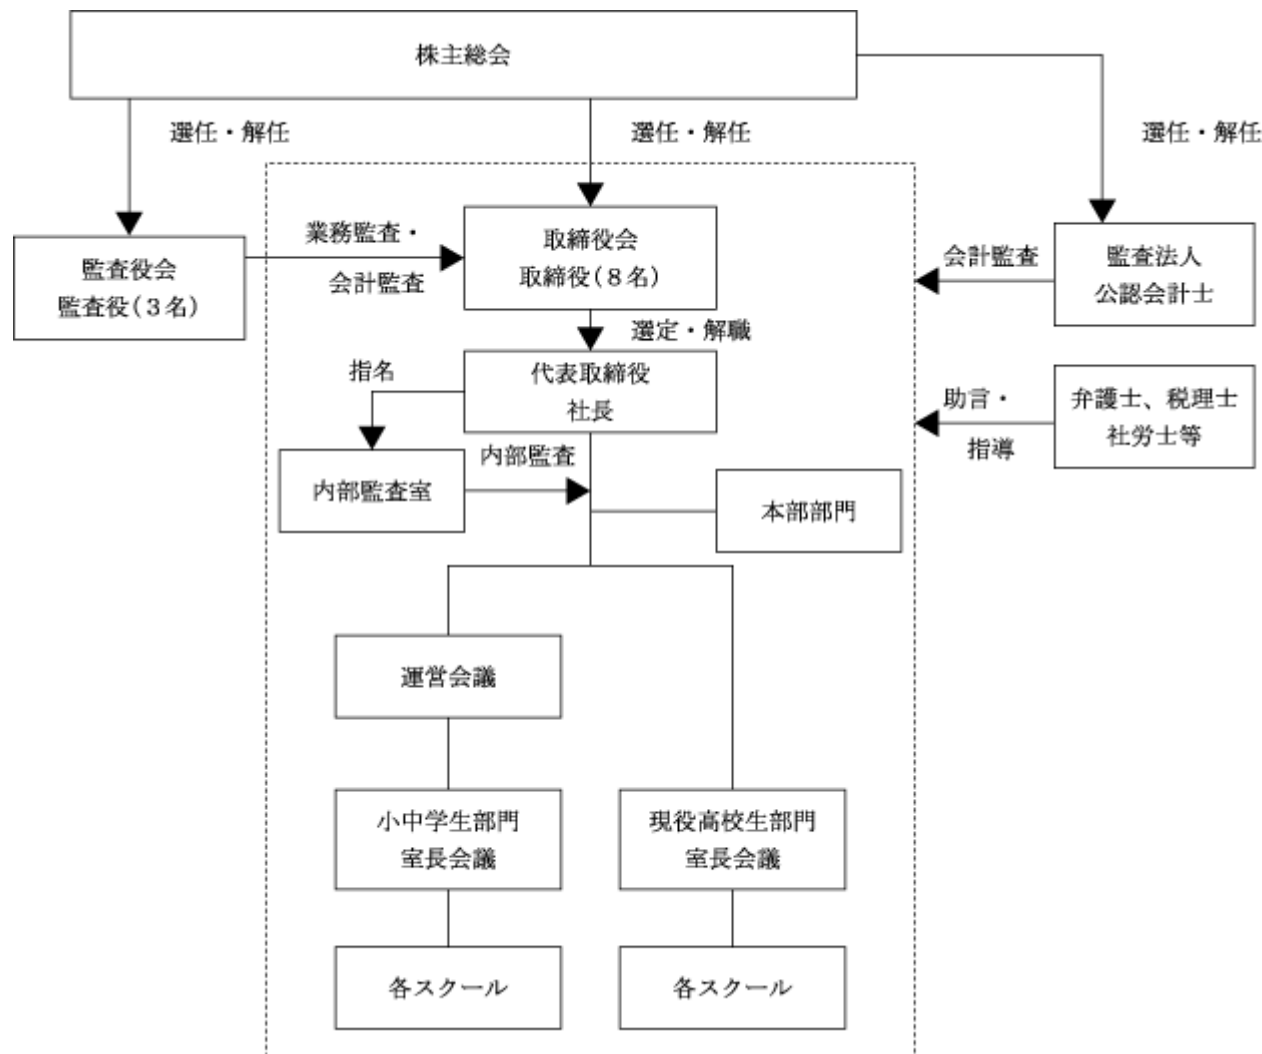 株主総会
選任・解任
選任・解任
選任・解任
業務監査・
会計監査
取締役会
取締役(8名)
監査役会
監査役(3名)
会計監査
監査法人
公認会計士
選定・解職
指名
代表取締役
社長
助言・
指導
弁護士、税理士
社労士等
内部監査
内部監査室
本部部門
運営会議
小中学生部門
室長会議
現役高校生部門
室長会議
各スクール
各スクール